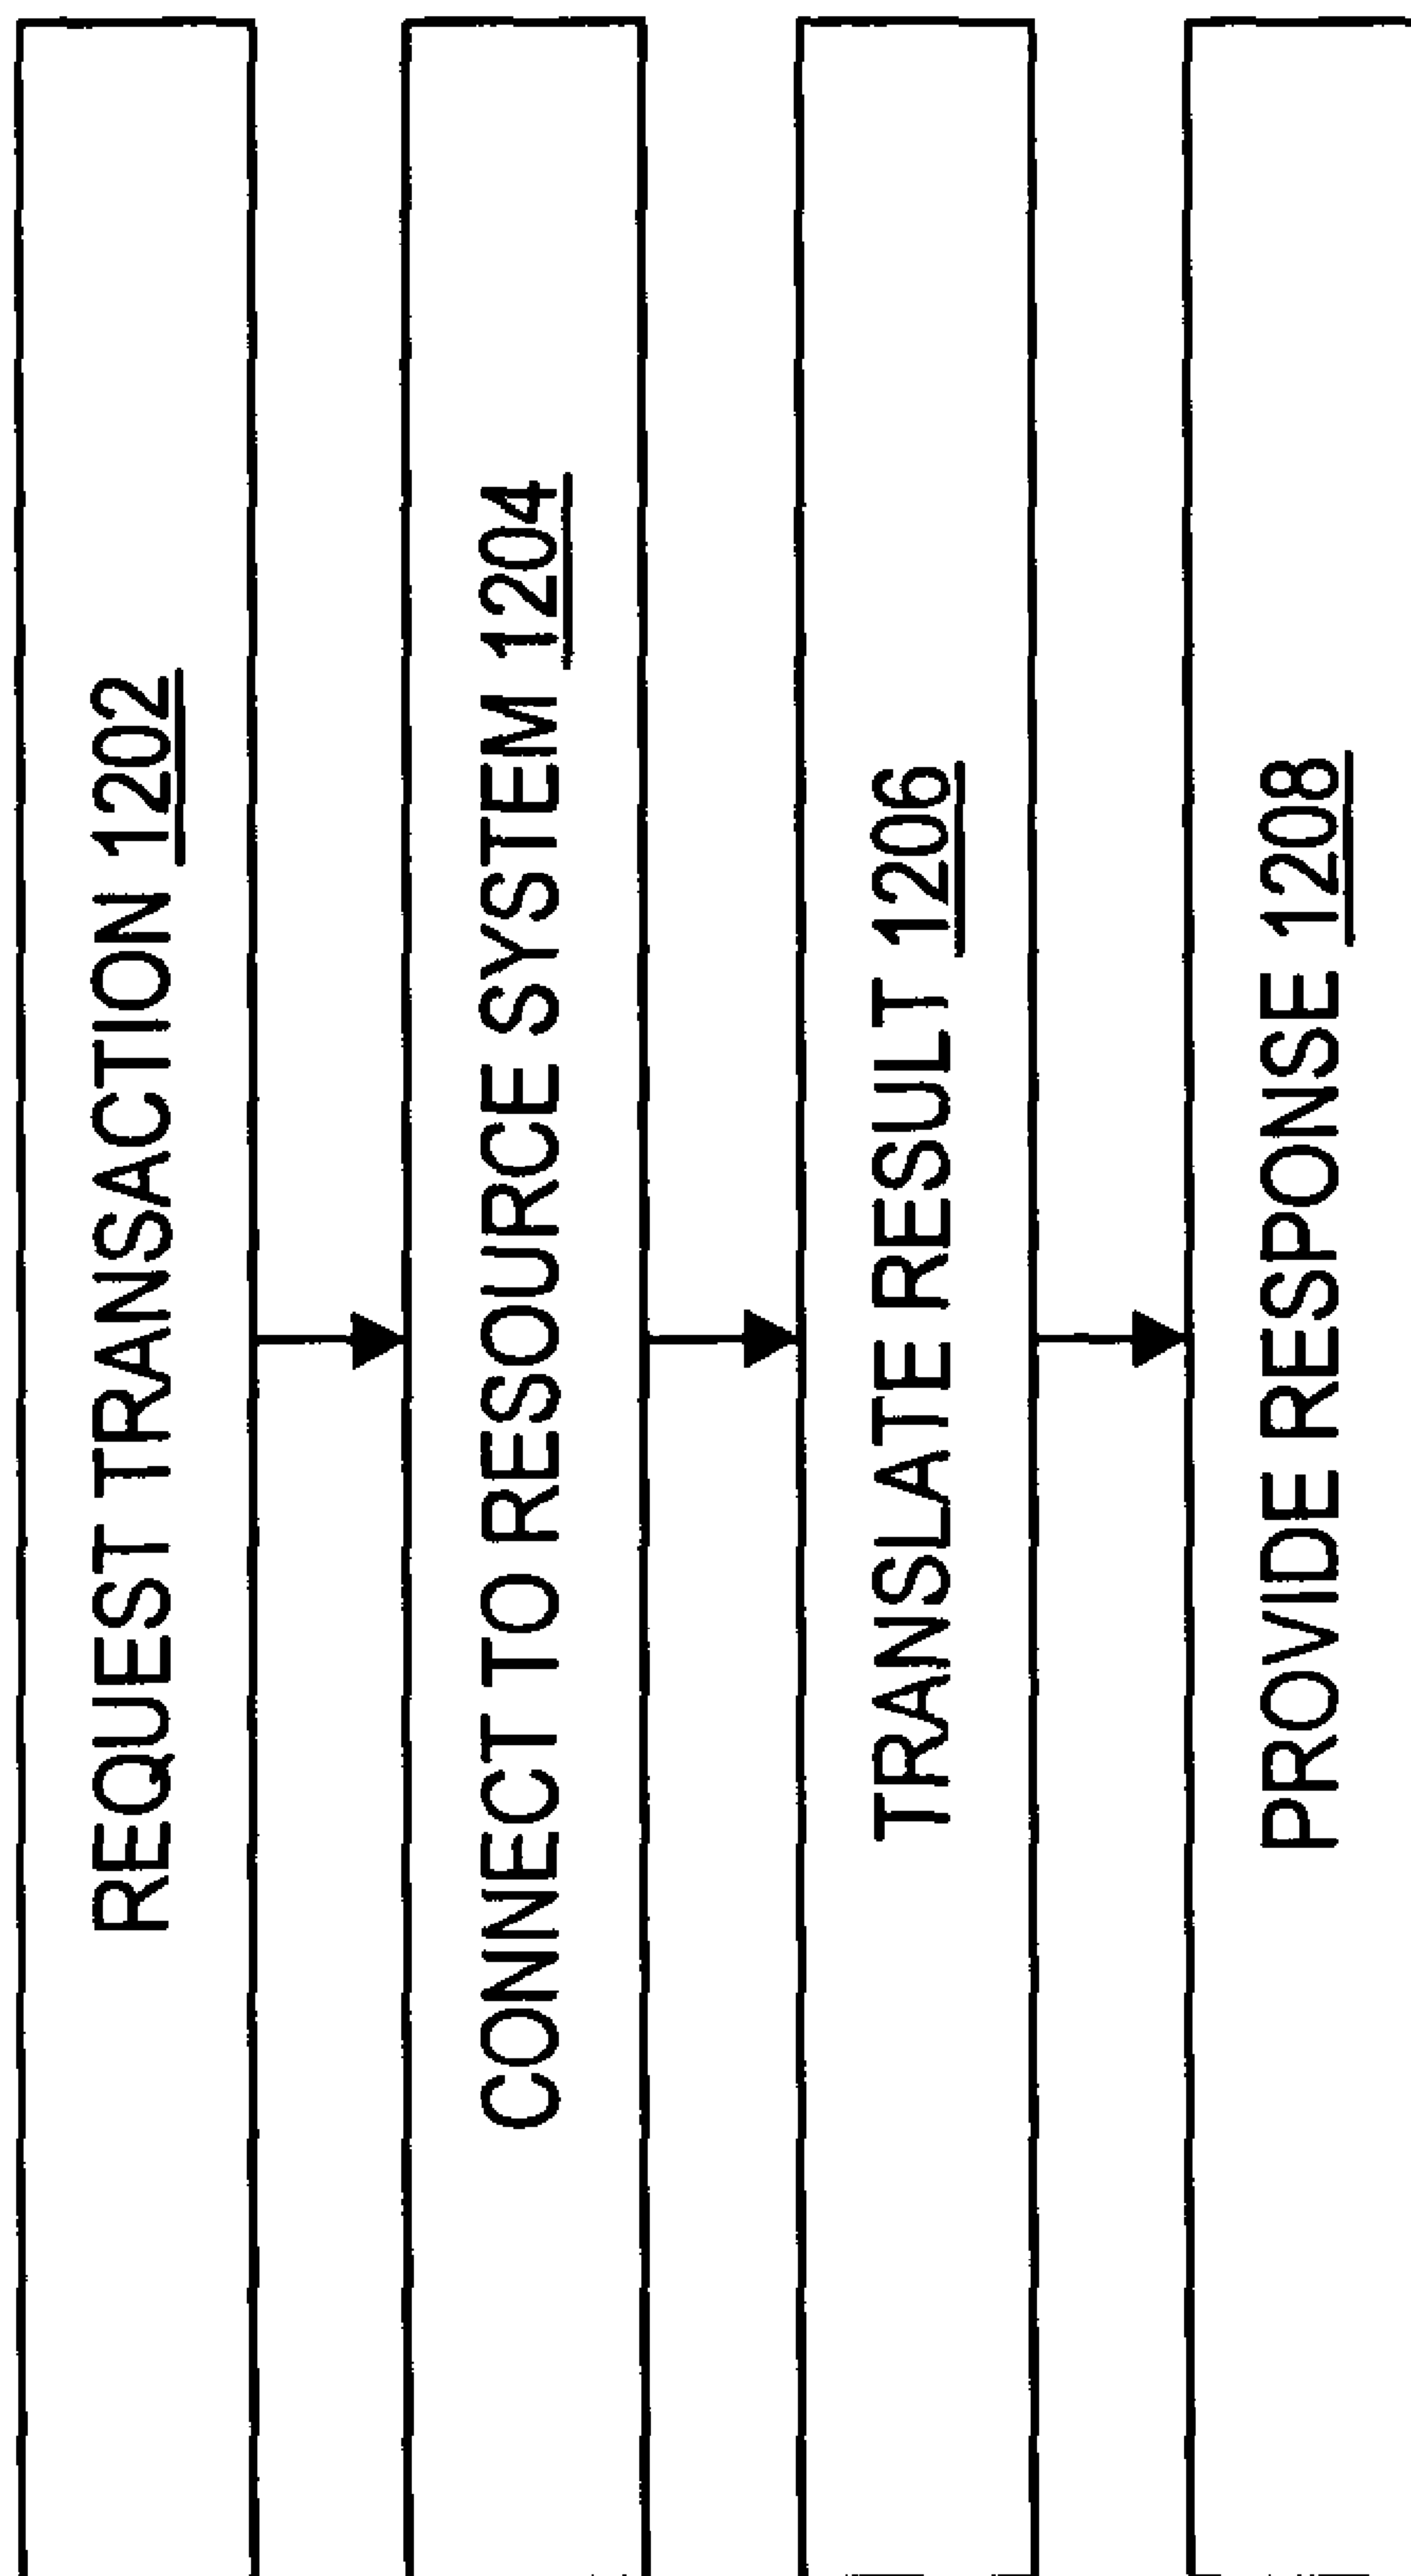 REQUEST TRANSACTION 1202
CONNECT TO RESOURCE SYSTEM 1204
TRANSLATE RESULT 1206
PROVIDE RESPONSE 1208